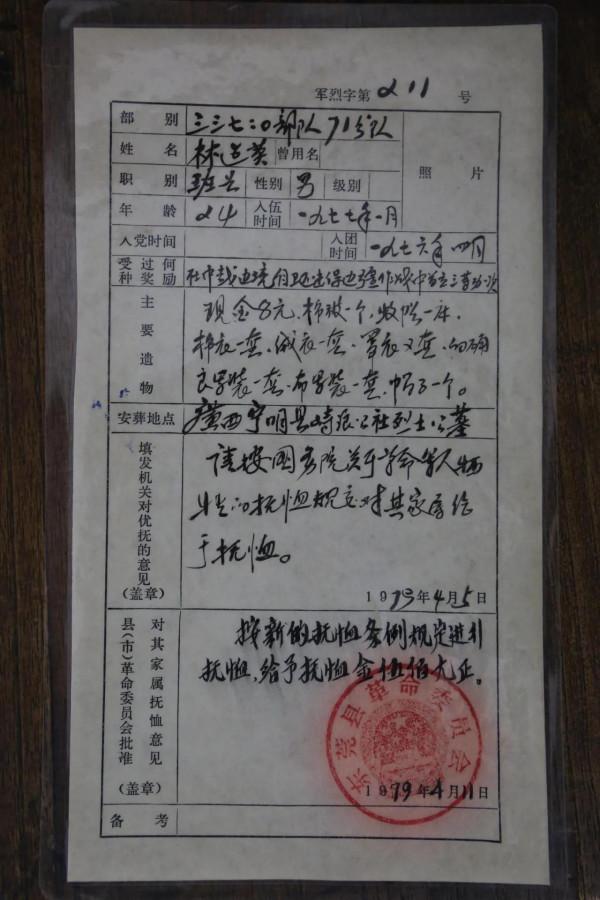 军烈字第211号
部别 三三七二〇部队71分队
姓名 林 英 曾用名
照片
职别 班长 性别 男 级别
年龄 24 入伍时间 一九七七年一月
入党时间 入团时间 一九七六年四月
受过何种奖励 在中越边境自卫还击保边疆作战中荣立三等功一次
主要遗物 现金8元、棉被一个、蚊帐一床、
棉衣一套、绒衣一套、罩衣又套、的确
良军装一套、布军装一套、帽子一个。
安葬地点 广西宁明县峙浪公社烈士公墓
填发机关对优抚的意见(盖章)
请按国务院关于革命军人牺
牲的抚恤规定对其家属给
于抚恤。
1979年4月5日
县(市)革命委员会批准对其家属抚恤意见(盖章)
按新的抚恤条例规定进行
抚恤,给予抚恤金伍佰元正。
东莞县革命委员会
1979年4月11日
备考